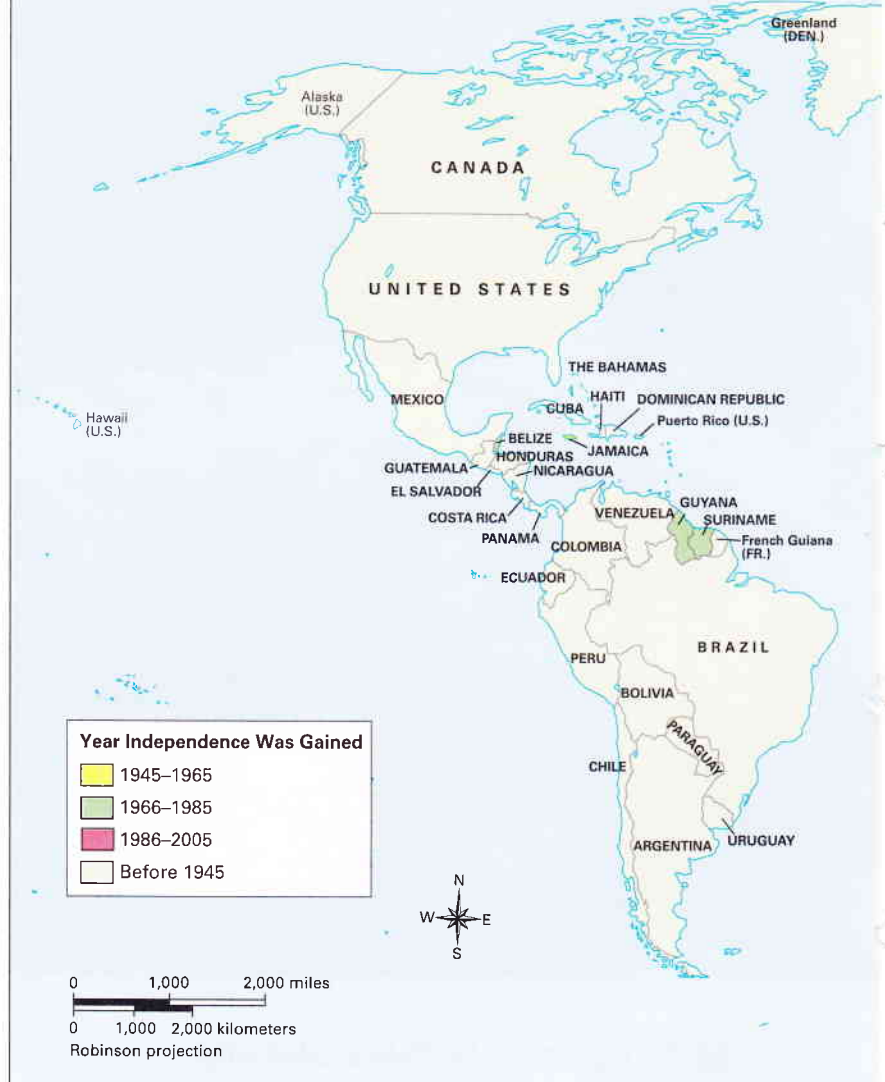 Greenland
(DEN.)
Alaska
(U.S.)
CANADA
UNITED STATES
THE BAHAMAS
MEXICO
CUBA
HAITI
DOMINICAN REPUBLIC
Puerto Rico (U.S.)
Hawaii
(U.S.)
BELIZE
JAMAICA
HONDURAS
GUATEMALA
NICARAGUA
EL SALVADOR
COSTA RICA
PANAMA
VENEZUELA
GUYANA
SURINAME
French Guiana
(FR.)
COLOMBIA
ECUADOR
BRAZIL
PERU
BOLIVIA
PARAGUAY
CHILE
ARGENTINA
URUGUAY
Year Independence Was Gained
1945–1965
1966–1985
1986–2005
Before 1945
N
W E
S
0 1,000 2,000 miles
0 1,000 2,000 kilometers
Robinson projection